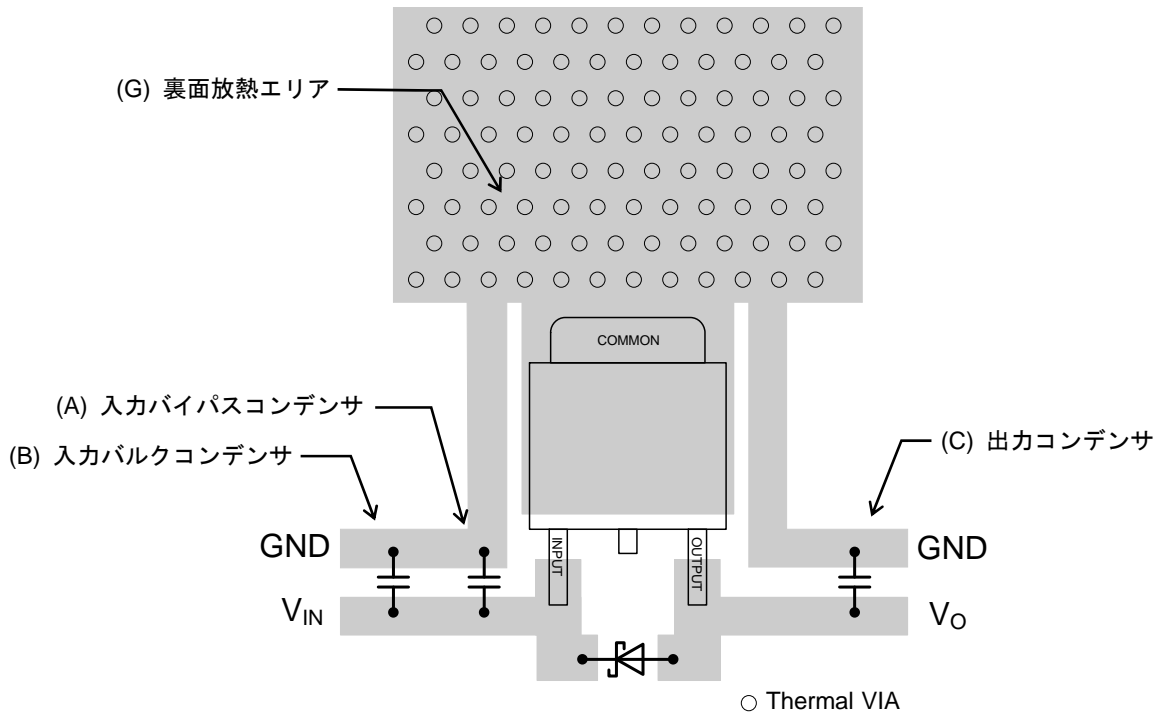 (G) 裏面放熱エリア
COMMON
(A) 入力バイパスコンデンサ
(B) 入力バルクコンデンサ
(C) 出力コンデンサ
INPUT
OUTPUT
GND
GND
VIN
VO
Thermal VIA